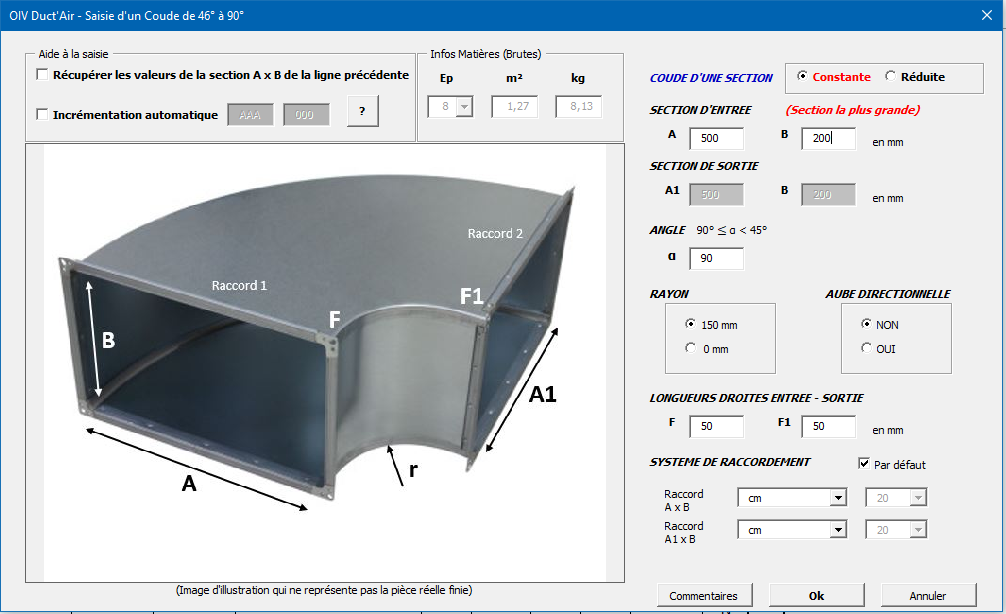 OIV Duct'Air - Saisie d'un Coude de 46° à 90°
Aide à la saisie
Récupérer les valeurs de la section A x B de la ligne précédente
Incrémentation automatique AAA 000 ?
Infos Matières (Brutes)
Ep m² kg
8 1,27 8,13
COUDE D'UNE SECTION Constante Réduite
SECTION D'ENTREE (Section la plus grande)
A 500 B 200 en mm
SECTION DE SORTIE
A1 500 B 200 en mm
ANGLE 90° ≤ α < 45°
α 90
RAYON AUBE DIRECTIONNELLE
150 mm NON
0 mm OUI
LONGUEURS DROITES ENTREE - SORTIE
F 50 F1 50 en mm
SYSTEME DE RACCORDEMENT Par défaut
Raccord
A x B cm 20
Raccord
A1 x B cm 20
Raccord 2
Raccord 1
F1
F
B
A1
r
A
(Image d'illustration qui ne représente pas la pièce réelle finie)
Commentaires Ok Annuler